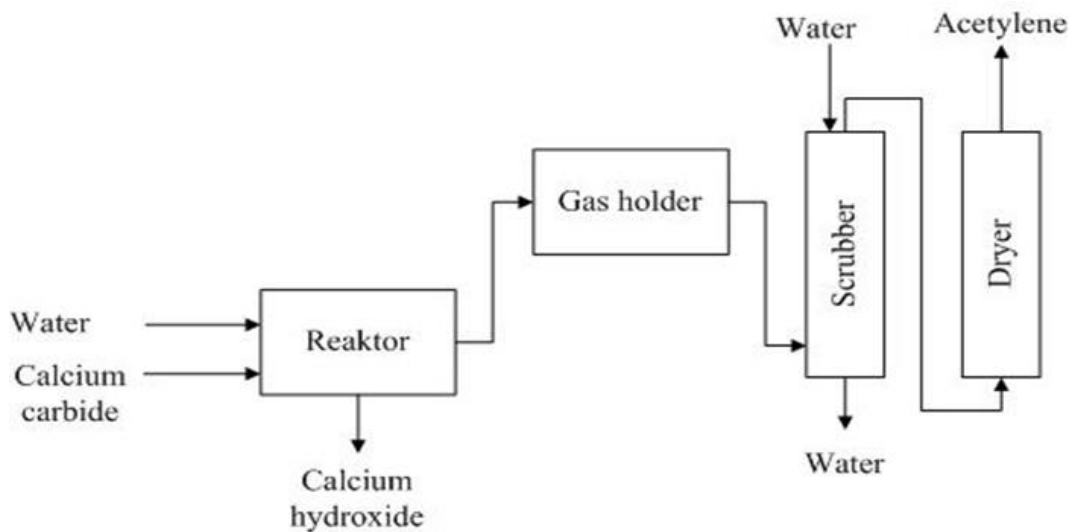 Water
Acetylene
Gas holder
Scrubber
Dryer
Water
Reaktor
Calcium
carbide
Water
Calcium
hydroxide